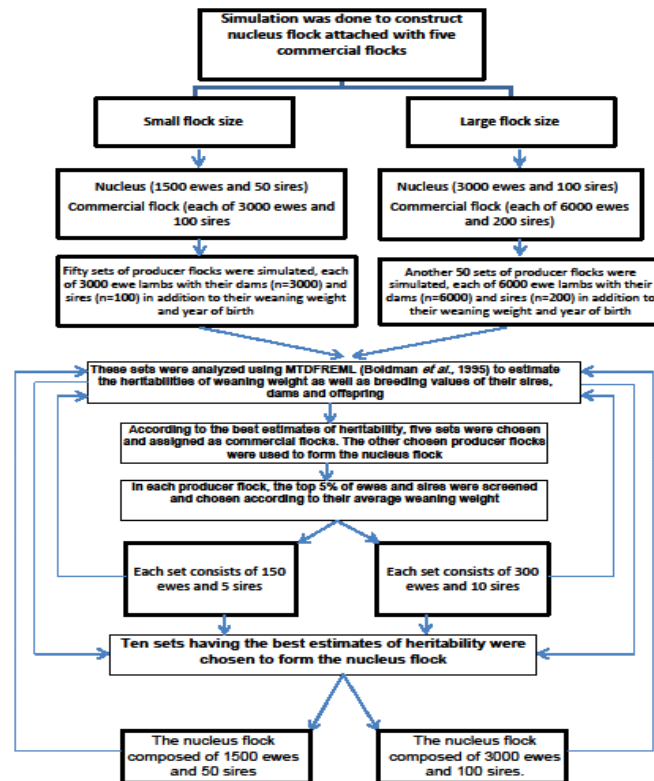 Simulation was done to construct
nucleus flock attached with five
commercial flocks
Small flock size
Large flock size
Nucleus (1500 ewes and 50 sires)
Commercial flock (each of 3000 ewes and
100 sires
Nucleus (3000 ewes and 100 sires)
Commercial flock (each of 6000 ewes
and 200 sires)
Fifty sets of producer flocks were simulated, each
of 3000 ewe lambs with their dams (n=3000) and
sires (n=100) in addition to their weaning weight
and year of birth
Another 50 sets of producer flocks were
simulated, each of 6000 ewe lambs with their
dams (n=6000) and sires (n=200) in addition to
their weaning weight and year of birth
These sets were analyzed using MTDFREML (Boldman et al., 1995) to estimate
the heritabilities of weaning weight as well as breeding values of their sires,
dams and offspring
According to the best estimates of heritability, five sets were chosen
and assigned as commercial flocks. The other chosen producer flocks
were used to form the nucleus flock
In each producer flock, the top 5% of ewes and sires were screened
and chosen according to their average weaning weight
Each set consists of 150
ewes and 5 sires
Each set consists of 300
ewes and 10 sires
Ten sets having the best estimates of heritability were
chosen to form the nucleus flock
The nucleus flock
composed of 1500 ewes
and 50 sires
The nucleus flock
composed of 3000 ewes
and 100 sires.